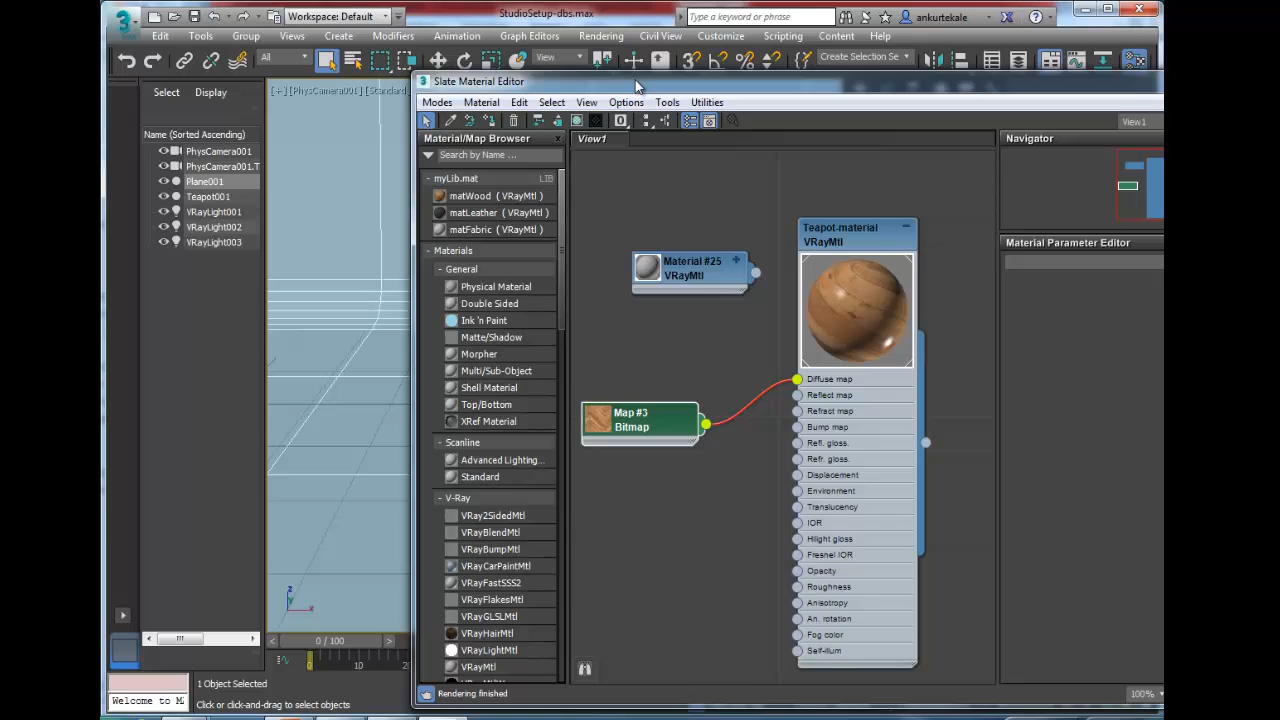 3
Workspace: Default
StudioSetup-dbs.max
Type a keyword or phrase
ankurtekale
Edit
Tools
Group
Views
Create
Modifiers
Animation
Graph Editors
Rendering
Civil View
Customize
Scripting
Content
Help
All
View
Create Selection Se
Select
Display
Name (Sorted Ascending)
PhysCamera001
PhysCamera001.T
Plane001
Teapot001
VRayLight001
VRayLight002
VRayLight003
[+] [PhysCamera001] [Standard
3 Slate Material Editor
Modes
Material
Edit
Select
View
Options
Tools
Utilities
View1
Material/Map Browser
x
Search by Name ...
myLib.mat
LIB
matWood ( VRayMtl )
matLeather ( VRayMtl )
matFabric ( VRayMtl )
- Materials
- General
Physical Material
Double Sided
Ink 'n Paint
Matte/Shadow
Morpher
Multi/Sub-Object
Shell Material
Top/Bottom
XRef Material
- Scanline
Advanced Lighting...
Standard
- V-Ray
VRay2SidedMtl
VRayBlendMtl
VRayBumpMtl
VRayCarPaintMtl
VRayFastSSS2
VRayFlakesMtl
VRayGLSLMtl
VRayHairMtl
VRayLightMtl
VRayMtl
View1
Material #25
VRayMtl
Map #3
Bitmap
Teapot-material
VRayMtl
Diffuse map
Reflect map
Refract map
Bump map
Refl. gloss.
Refr. gloss.
Displacement
Environment
Translucency
IOR
Hilight gloss
Fresnel IOR
Opacity
Roughness
Anisotropy
An. rotation
Fog color
Self-illum
Navigator
Material Parameter Editor
Rendering finished
100%
z
y
x
0 / 100
0
10
20
Welcome to M
1 Object Selected
Click or click-and-drag to select objects